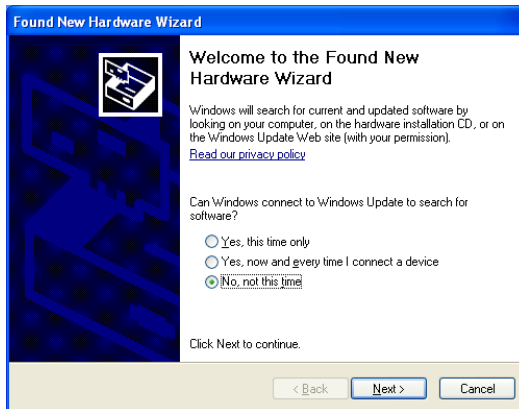 Found New Hardware Wizard
Welcome to the Found New
Hardware Wizard
Windows will search for current and updated software by
looking on your computer, on the hardware installation CD, or on
the Windows Update Web site (with your permission).
Read our privacy policy
Can Windows connect to Windows Update to search for
software?
Yes, this time only
Yes, now and every time I connect a device
No, not this time
Click Next to continue.
< Back Next > Cancel